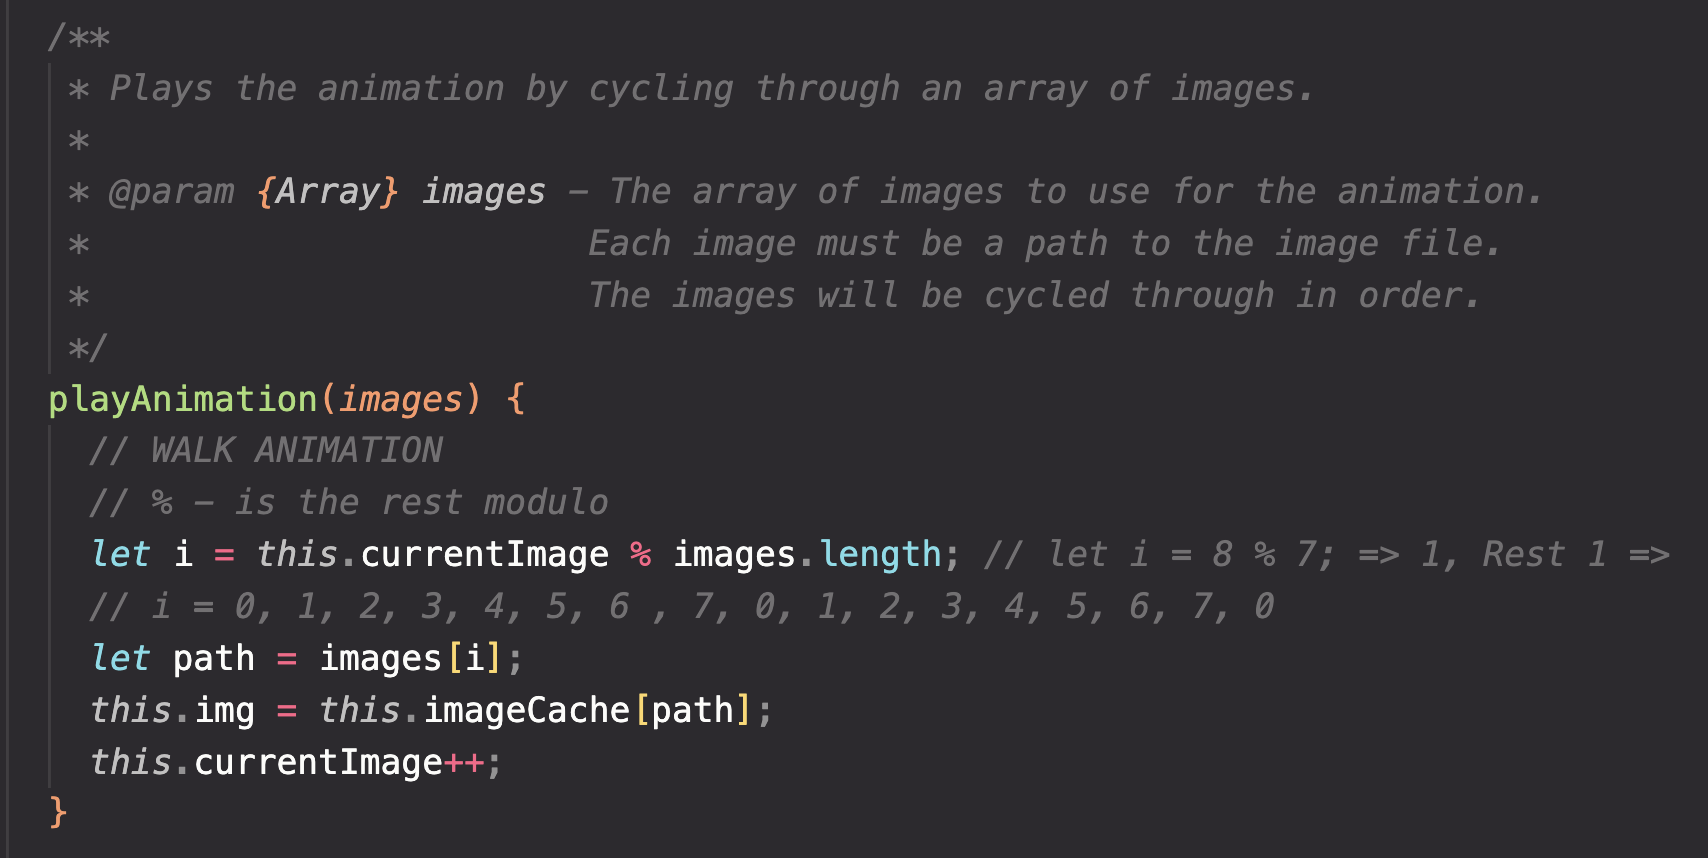 /**
 * Plays the animation by cycling through an array of images.
 *
 * @param {Array} images - The array of images to use for the animation.
 *                         Each image must be a path to the image file.
 *                         The images will be cycled through in order.
 */
playAnimation(images) {
  // WALK ANIMATION
  // % - is the rest modulo
  let i = this.currentImage % images.length; // let i = 8 % 7; => 1, Rest 1 =>
  // i = 0, 1, 2, 3, 4, 5, 6 , 7, 0, 1, 2, 3, 4, 5, 6, 7, 0
  let path = images[i];
  this.img = this.imageCache[path];
  this.currentImage++;
}